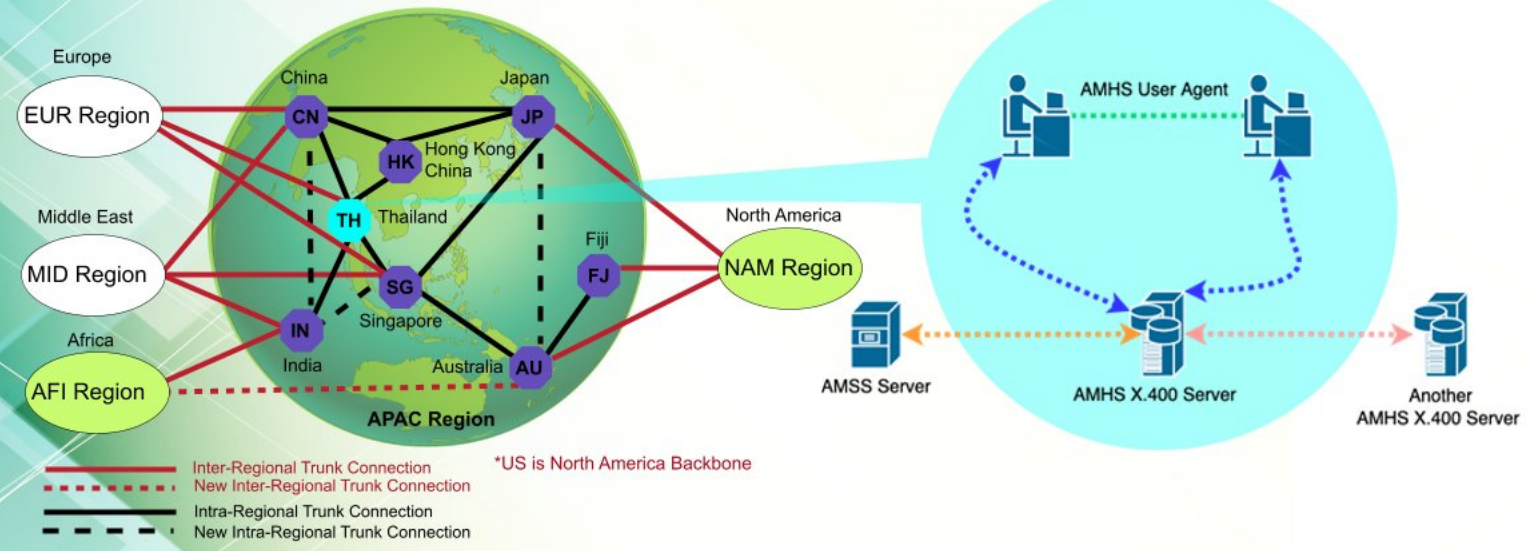 Europe
EUR Region
China
CN
Japan
JP
HK
Hong Kong
China
TH
Thailand
Middle East
MID Region
SG
Singapore
IN
India
Africa
AFI Region
Fiji
FJ
Australia
AU
APAC Region
North America
NAM Region
*US is North America Backbone
Inter-Regional Trunk Connection
New Inter-Regional Trunk Connection
Intra-Regional Trunk Connection
New Intra-Regional Trunk Connection
AMHS User Agent
AMSS Server
AMHS X.400 Server
Another
AMHS X.400 Server